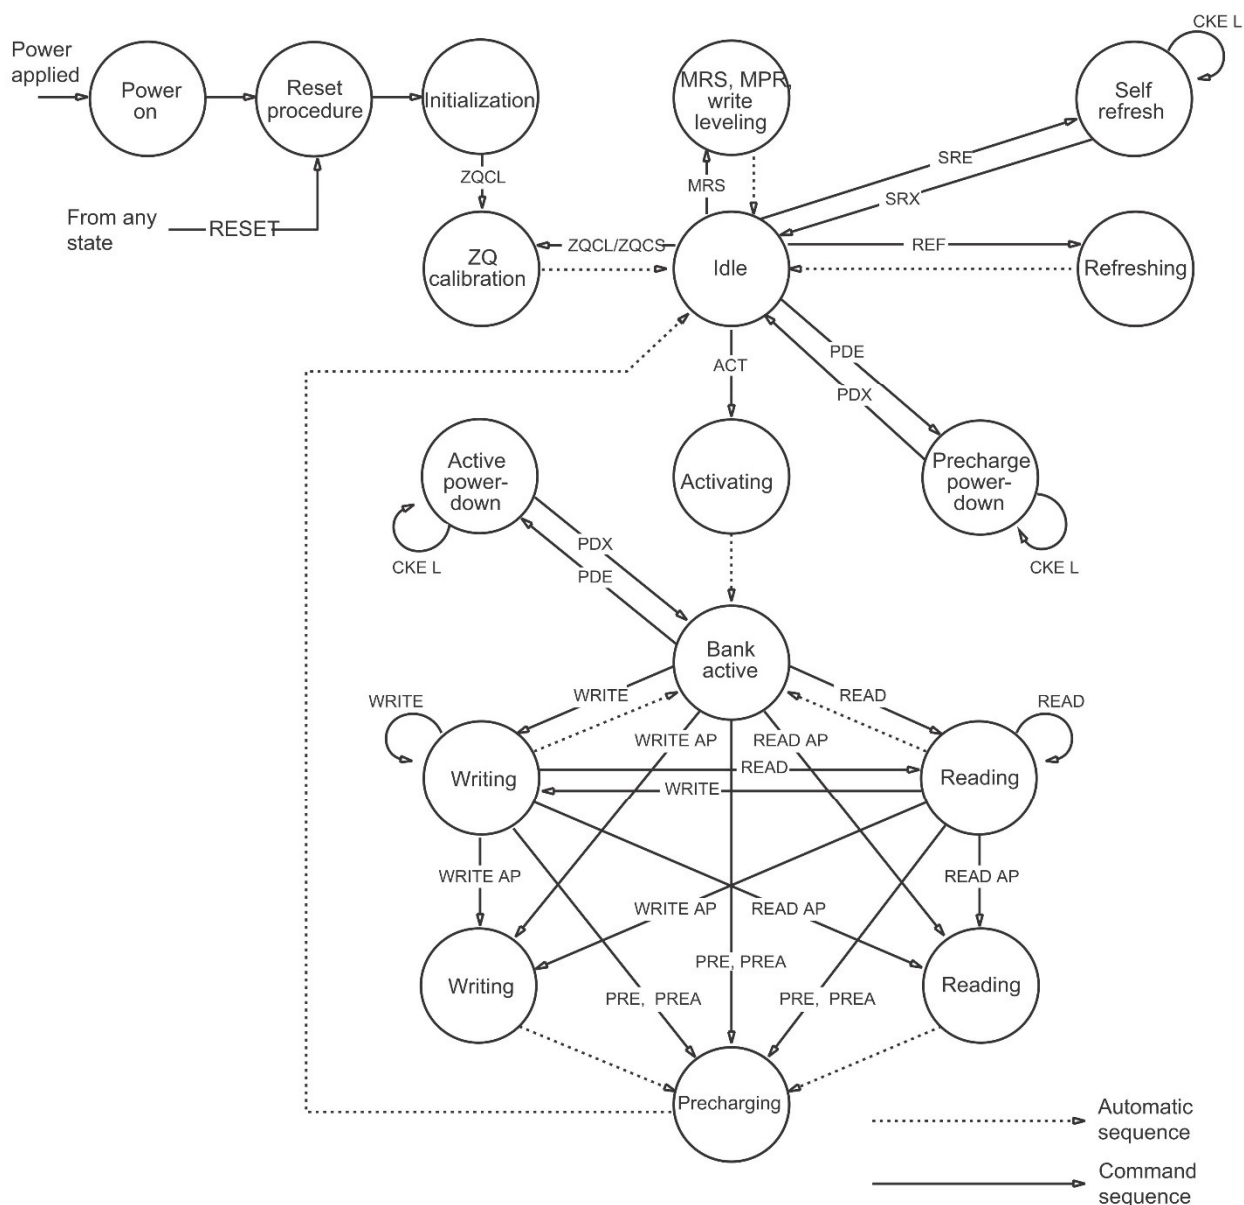 CKE L
Power
applied
Power
on
Reset
procedure
Initialization
MRS, MPR,
write
leveling
Self
refresh
ZQCL
MRS
SRE
SRX
From any
state
RESET
ZQCL/ZQCS
REF
ZQ
calibration
Idle
Refreshing
PDE
ACT
PDX
Active
power-
down
Activating
Precharge
power-
down
PDX
CKE L
PDE
CKE L
Bank
active
WRITE
WRITE
READ
READ
WRITE AP
READ AP
Writing
READ
Reading
WRITE
WRITE AP
READ AP
WRITE AP
READ AP
PRE, PREA
Writing
Reading
PRE, PREA
PRE, PREA
Precharging
Automatic
sequence
Command
sequence